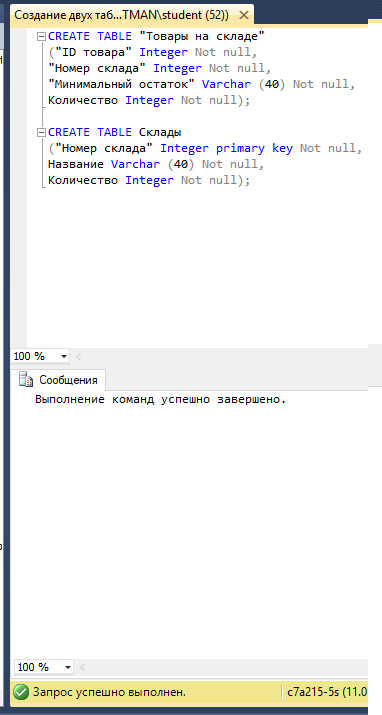 Создание двух таб...TMAN\student (52))
CREATE TABLE "Товары на складе"
("ID товара" Integer Not null,
"Номер склада" Integer Not null,
"Минимальный остаток" Varchar (40) Not null,
Количество Integer Not null);
CREATE TABLE Склады
("Номер склада" Integer primary key Not null,
Название Varchar (40) Not null,
Количество Integer Not null);
100 %
Сообщения
Выполнение команд успешно завершено.
100 %
Запрос успешно выполнен.
c7a215-5s (11.0